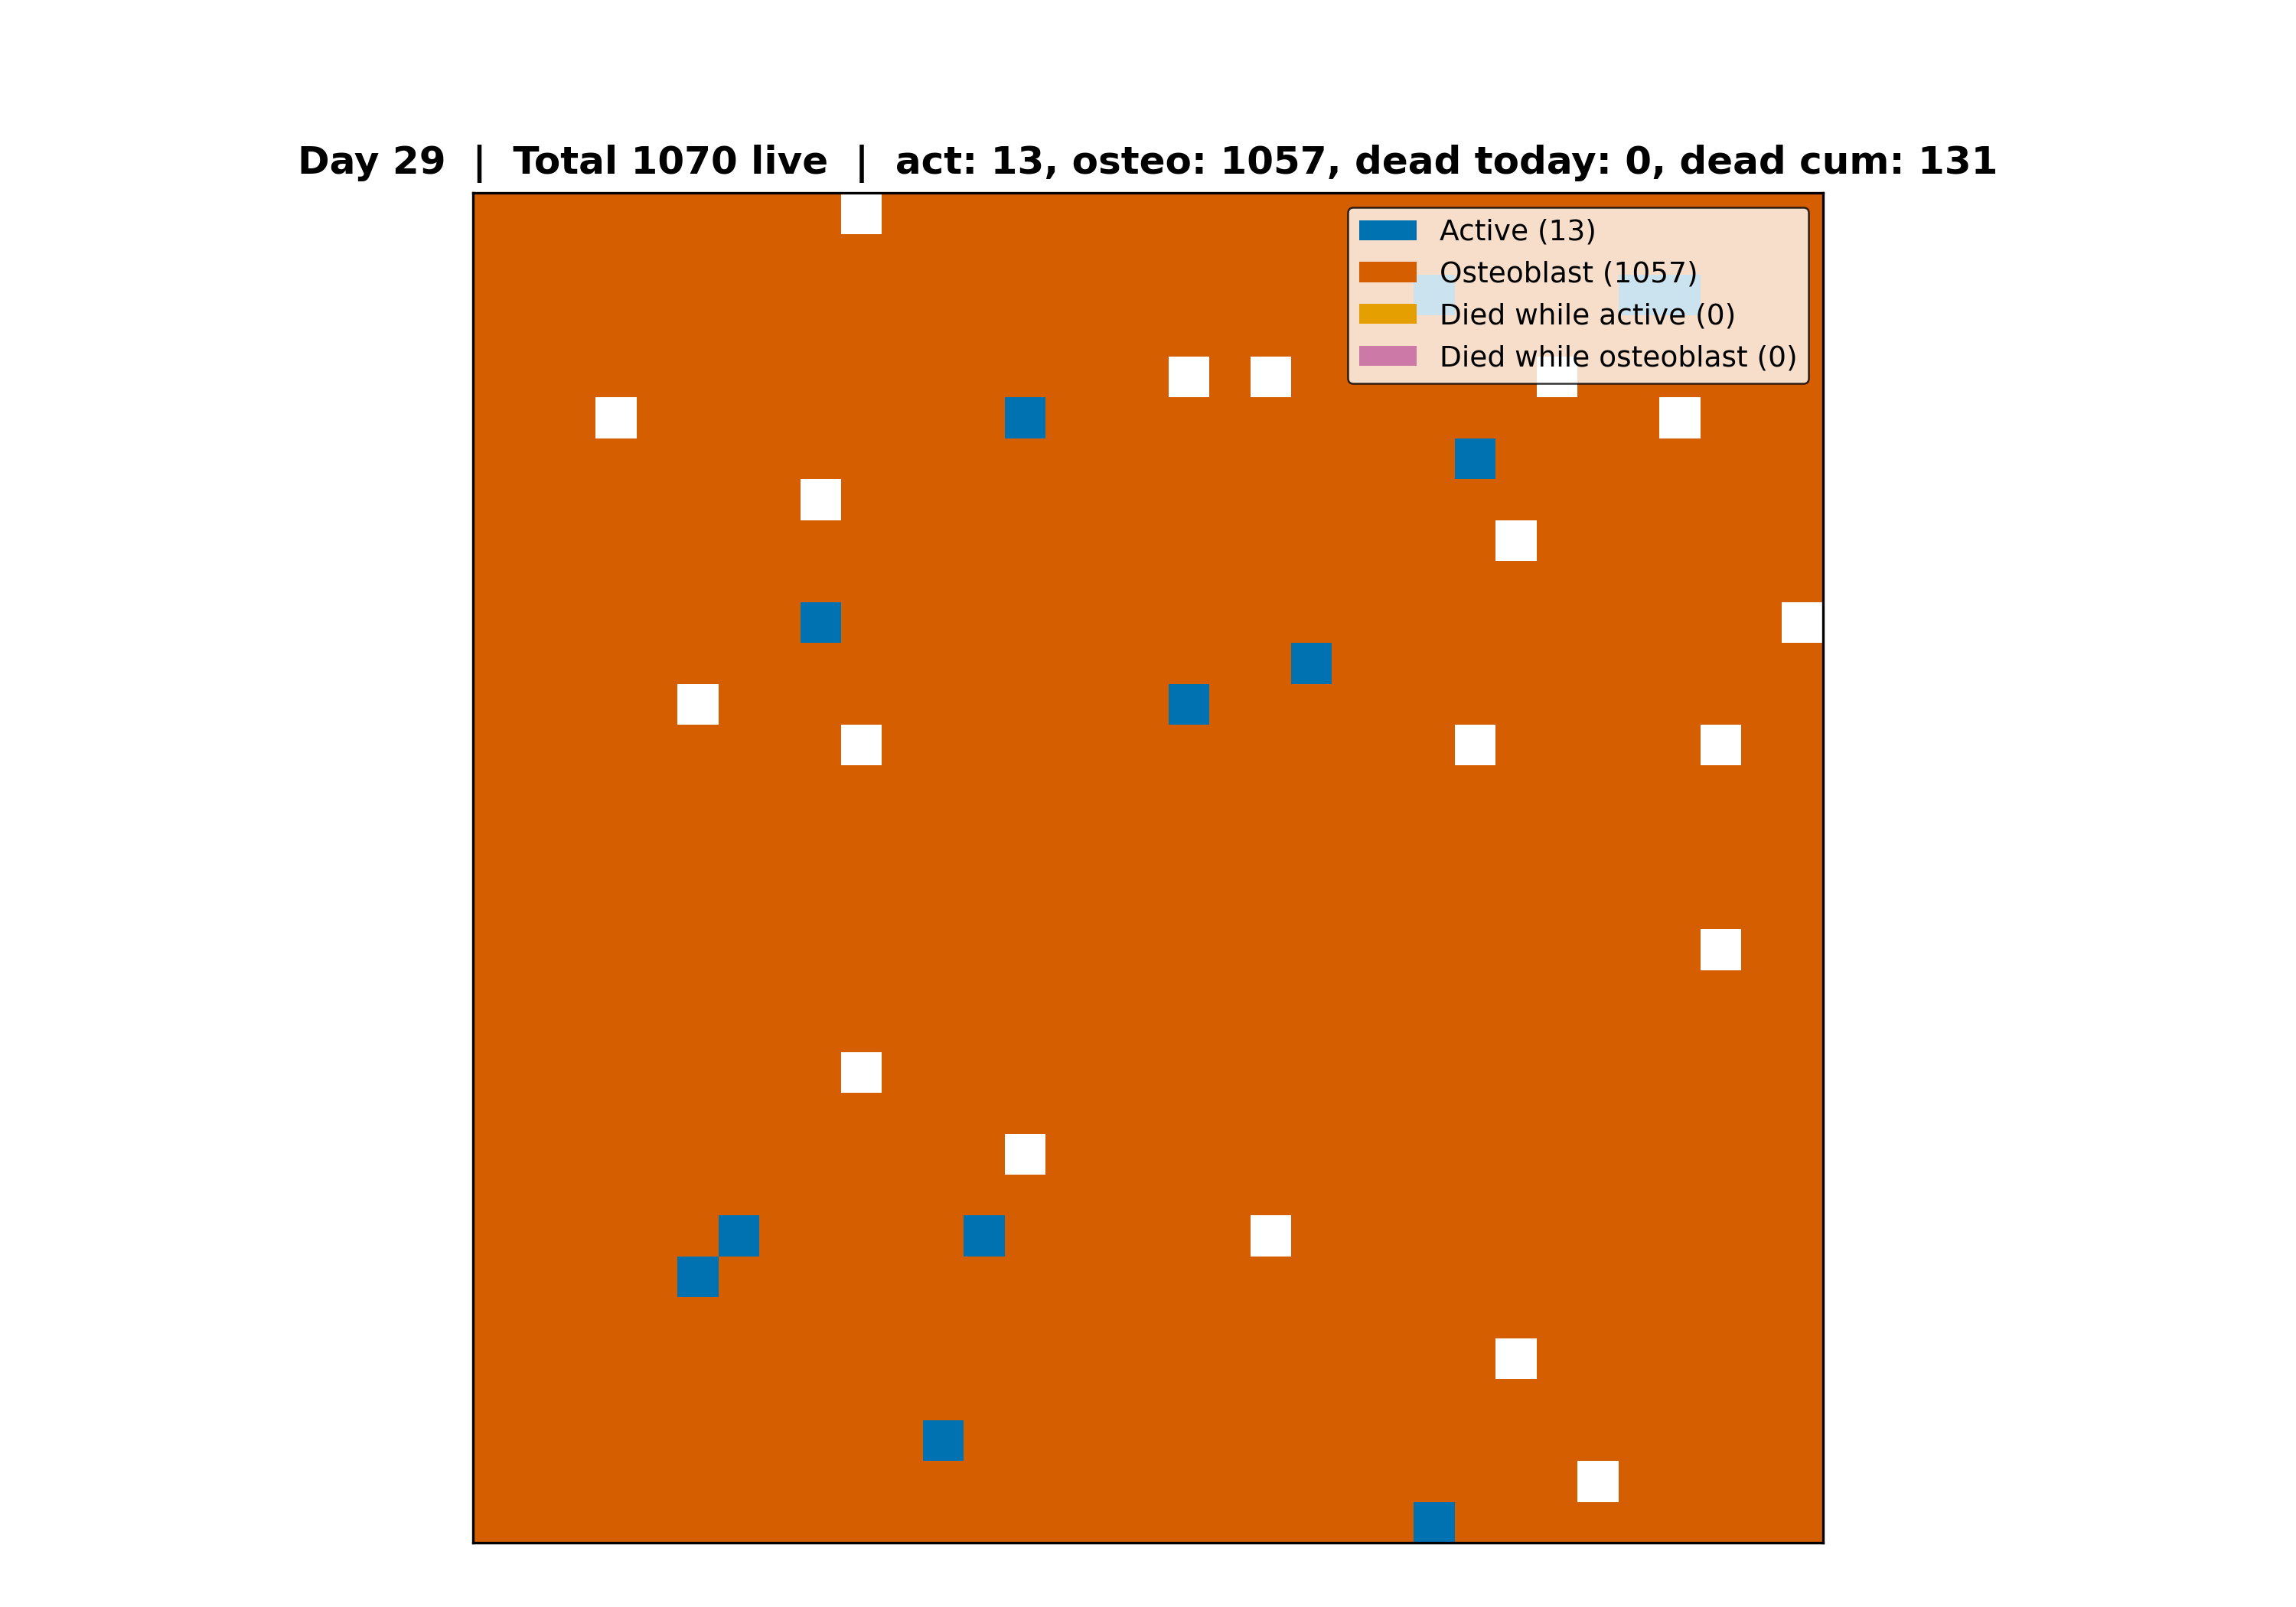 Day 29 | Total 1070 live | act: 13, osteo: 1057, dead today: 0, dead cum: 131
Active (13)
Osteoblast (1057)
Died while active (0)
Died while osteoblast (0)